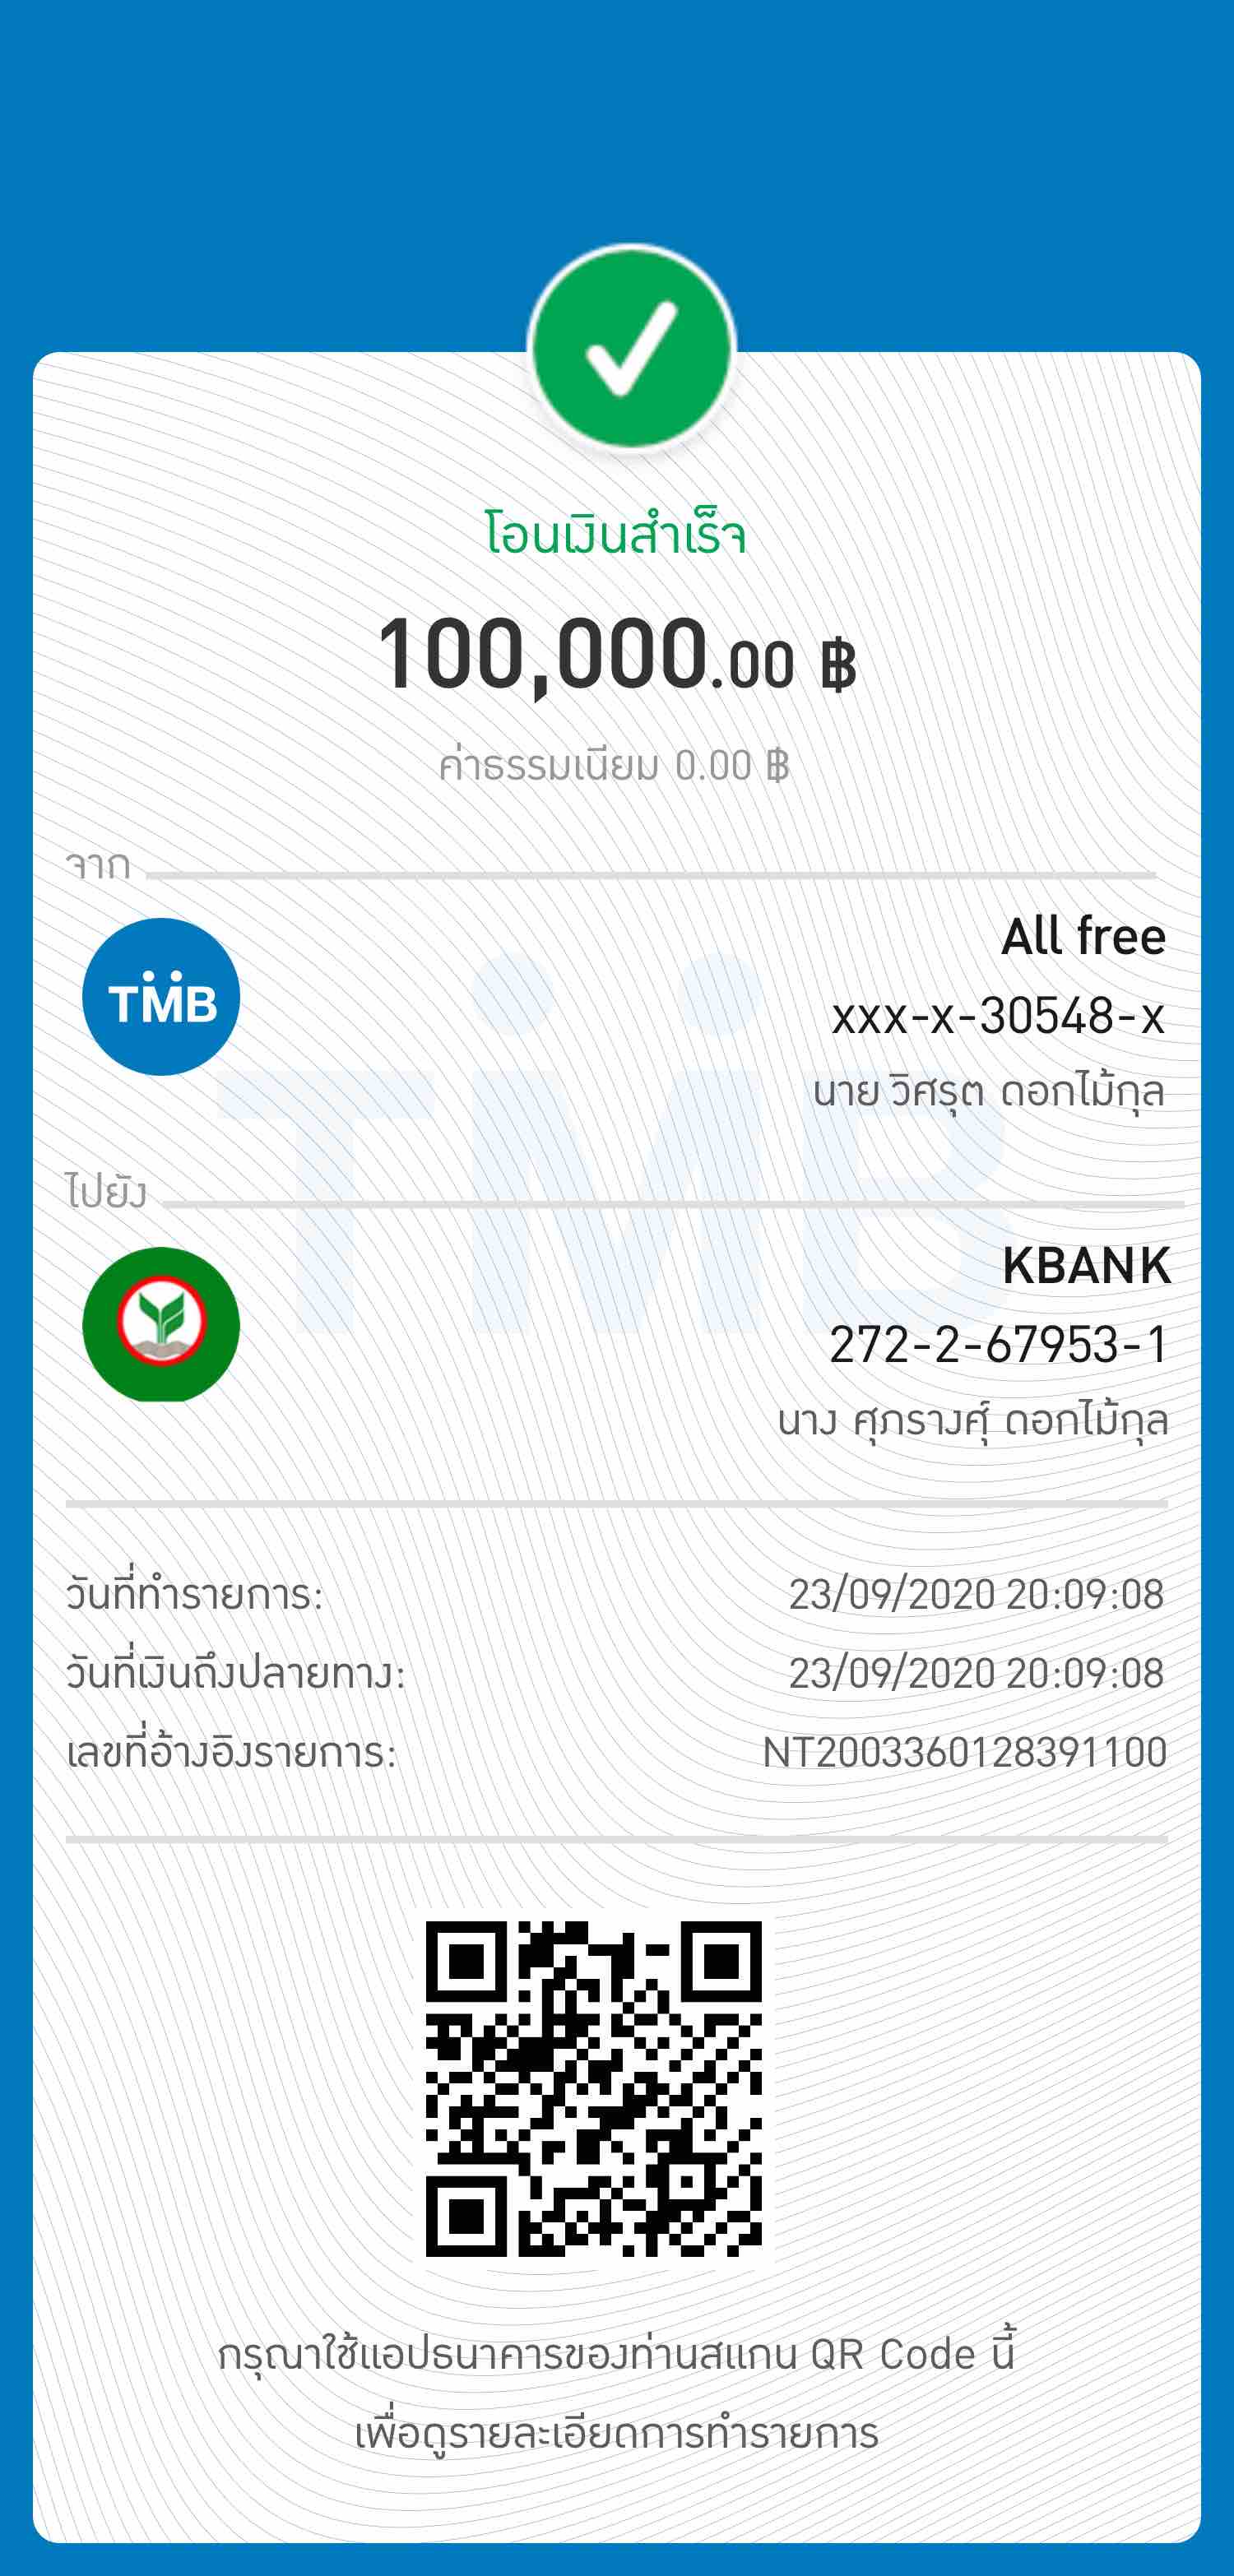 โอนเงินสำเร็จ
100,000.00 ฿
ค่าธรรมเนียม 0.00 ฿
จาก
TMB
All free
xxx-x-30548-x
นาย วิศรุต ดอกไม้กุล
TMB
ไปยัง
KBANK
272-2-67953-1
นาง ศุภรางศุ์ ดอกไม้กุล
วันที่ทำรายการ: 23/09/2020 20:09:08
วันที่เงินถึงปลายทาง: 23/09/2020 20:09:08
เลขที่อ้างอิงรายการ: NT2003360128391100
กรุณาใช้แอปธนาคารของท่านสแกน QR Code นี้
เพื่อดูรายละเอียดการทำรายการ